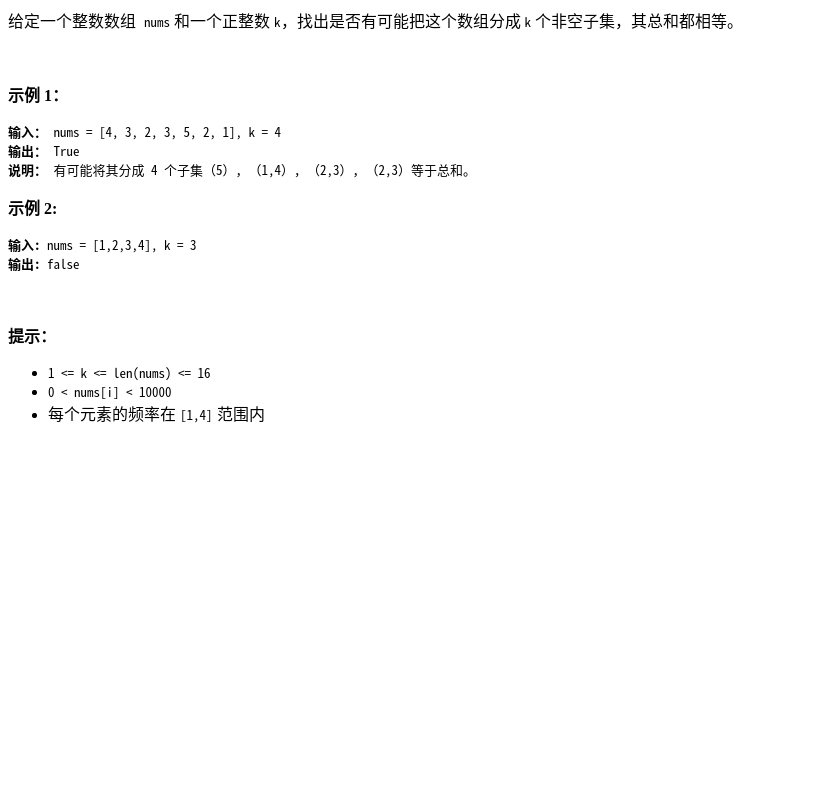 给定一个整数数组  nums 和一个正整数 k，找出是否有可能把这个数组分成 k 个非空子集，其总和都相等。
示例 1：
输入： nums = [4, 3, 2, 3, 5, 2, 1], k = 4
输出： True
说明： 有可能将其分成 4 个子集（5），（1,4），（2,3），（2,3）等于总和。
示例 2:
输入: nums = [1,2,3,4], k = 3
输出: false
提示：
• 1 <= k <= len(nums) <= 16
• 0 < nums[i] < 10000
• 每个元素的频率在 [1,4] 范围内